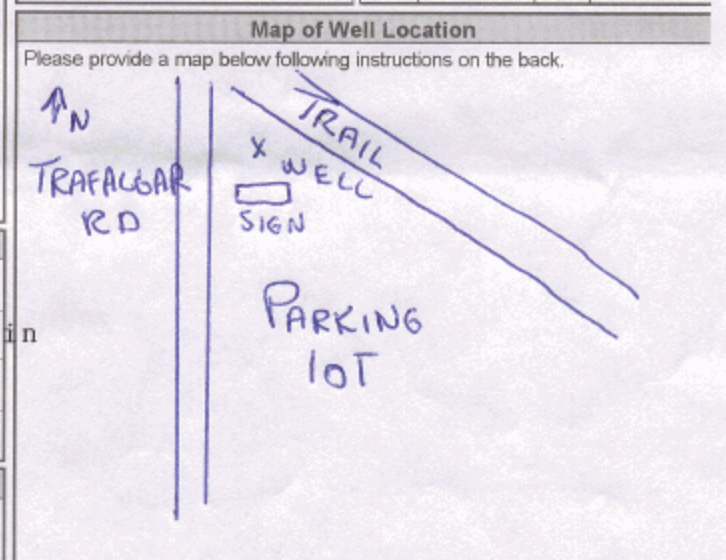 Map of Well Location
Please provide a map below following instructions on the back.
N
TRAIL
X WELL
TRAFALGAR
RD
SIGN
PARKING
lOT
in